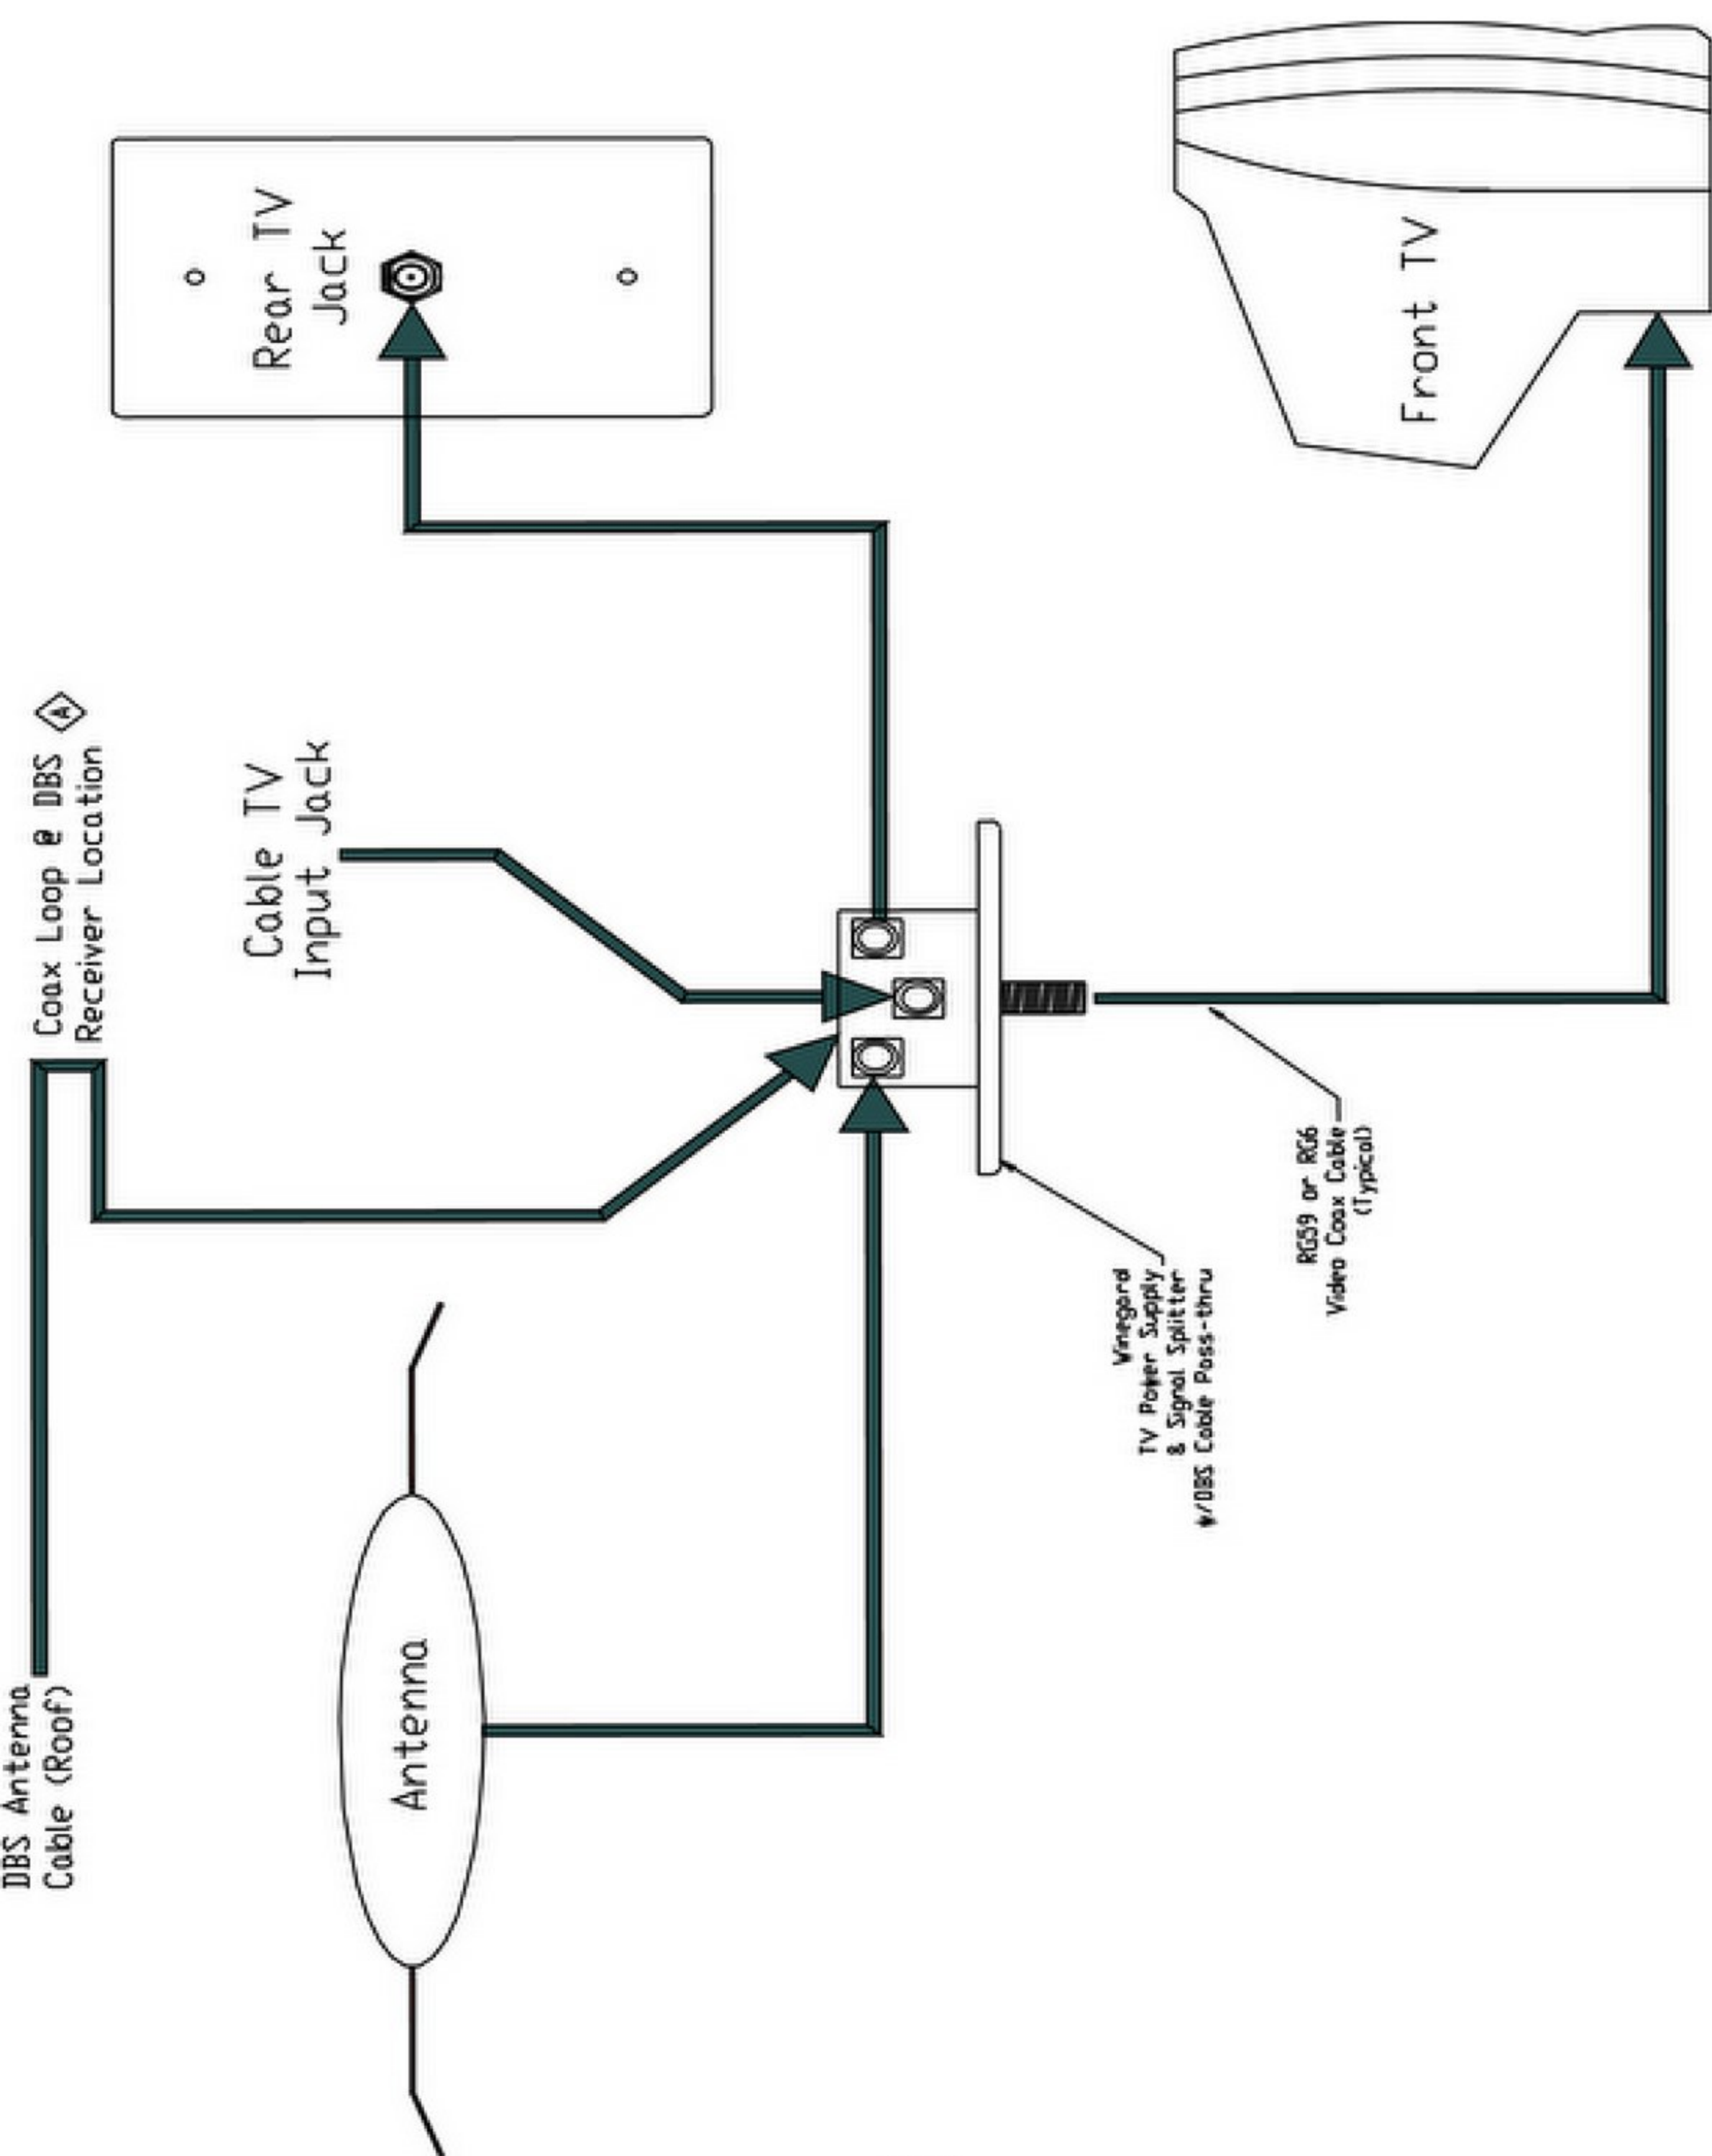 DBS Antenna
Cable (Roof)
Coax Loop @ DBS
Receiver Location
A
Cable TV
Input Jack
Rear TV
Jack
Antenna
Winegard
TV Power Supply
& Signal Splitter
w/DBS Cable Pass-thru
RG59 or RG6
Video Coax Cable
(Typical)
Front TV